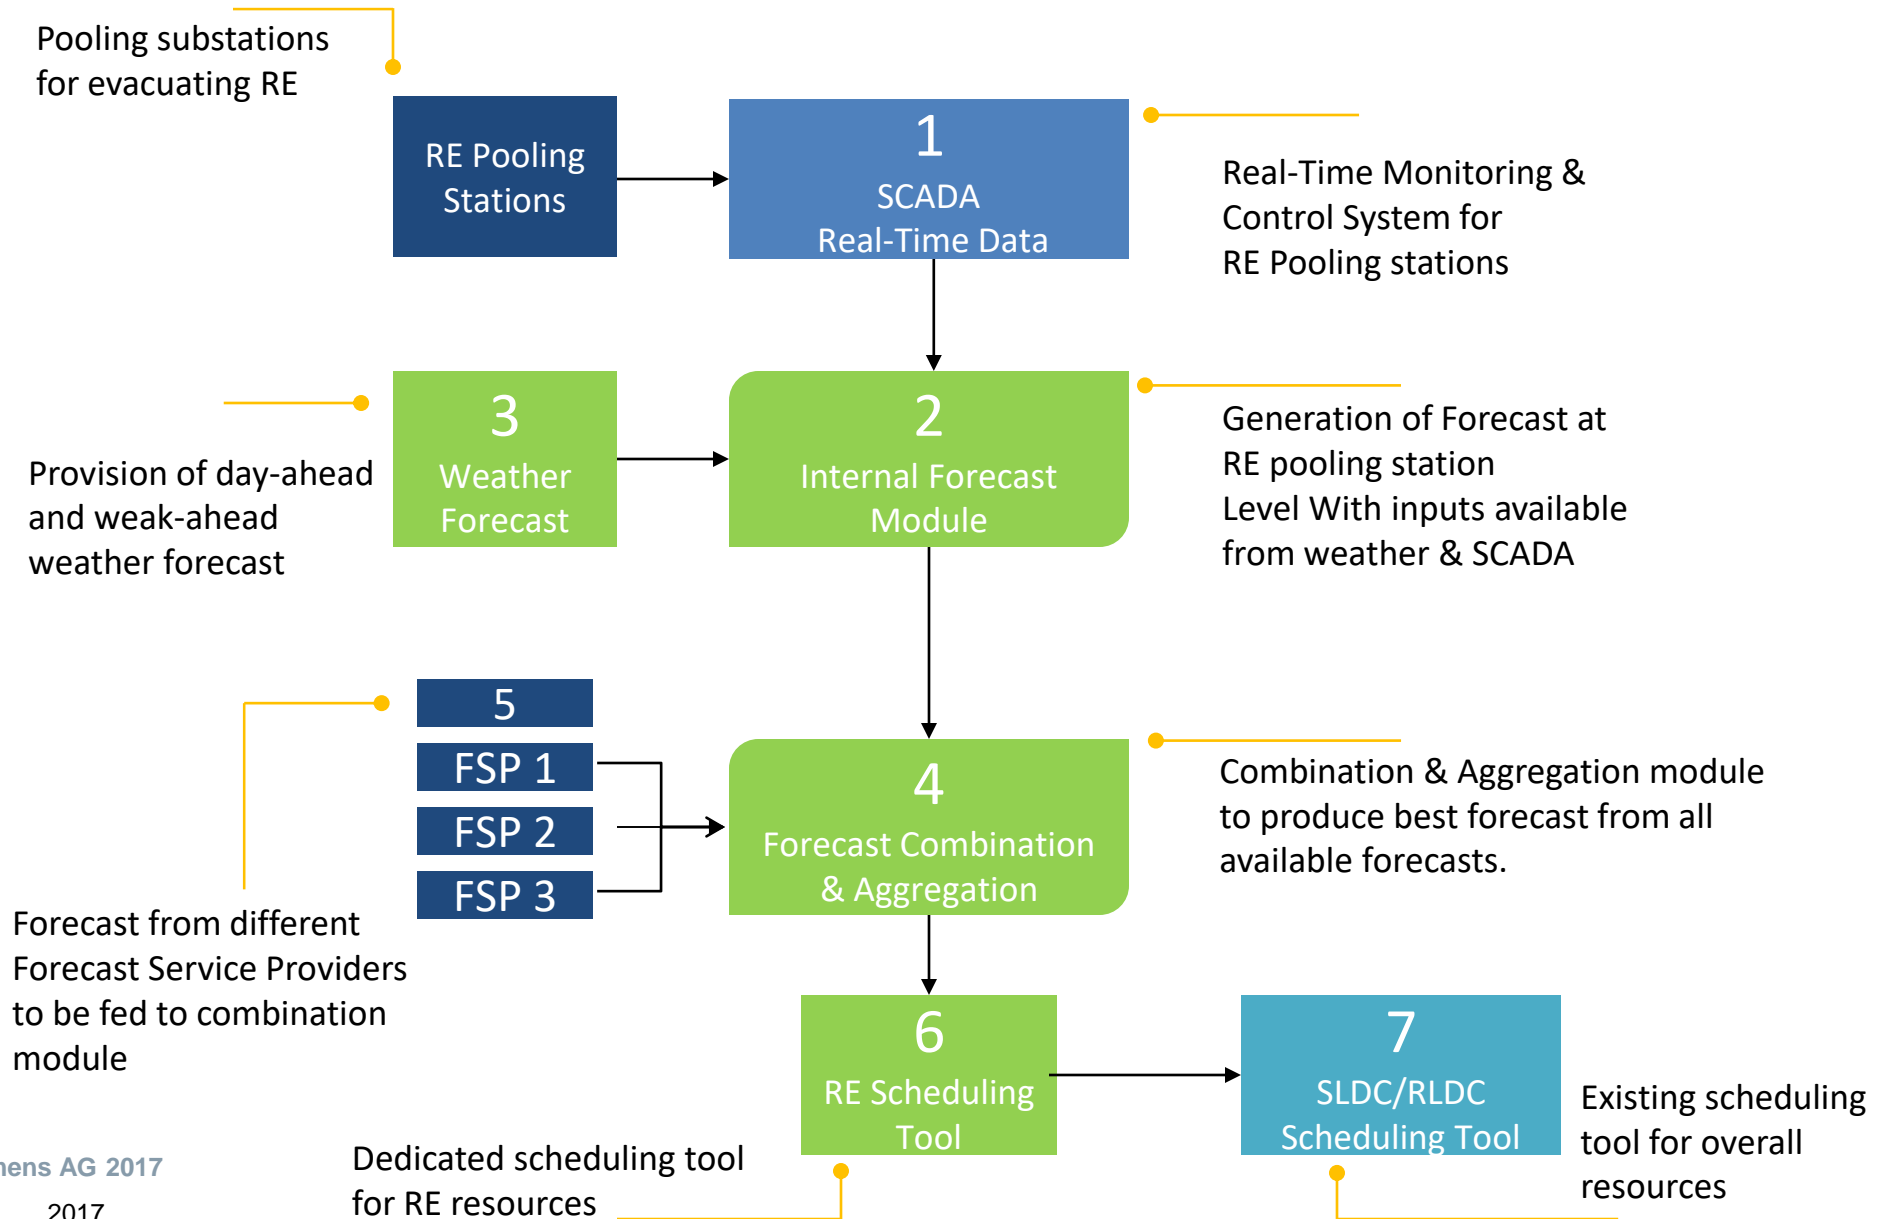 Pooling substations
for evacuating RE
RE Pooling
Stations
1
SCADA
Real-Time Data
Real-Time Monitoring &
Control System for
RE Pooling stations
3
Weather
Forecast
2
Internal Forecast
Module
Provision of day-ahead
and weak-ahead
weather forecast
Generation of Forecast at
RE pooling station
Level With inputs available
from weather & SCADA
5
FSP 1
FSP 2
FSP 3
4
Forecast Combination
& Aggregation
Combination & Aggregation module
to produce best forecast from all
available forecasts.
Forecast from different
Forecast Service Providers
to be fed to combination
module
6
RE Scheduling
Tool
7
SLDC/RLDC
Scheduling Tool
Existing scheduling
tool for overall
resources
Dedicated scheduling tool
for RE resources
AG 2017
2017